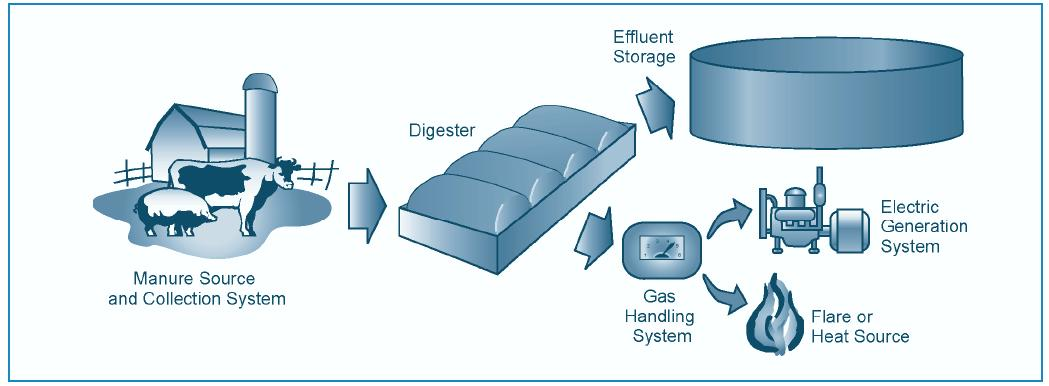 Effluent
Storage
Digester
Manure Source
and Collection System
Gas
Handling
System
Electric
Generation
System
Flare or
Heat Source